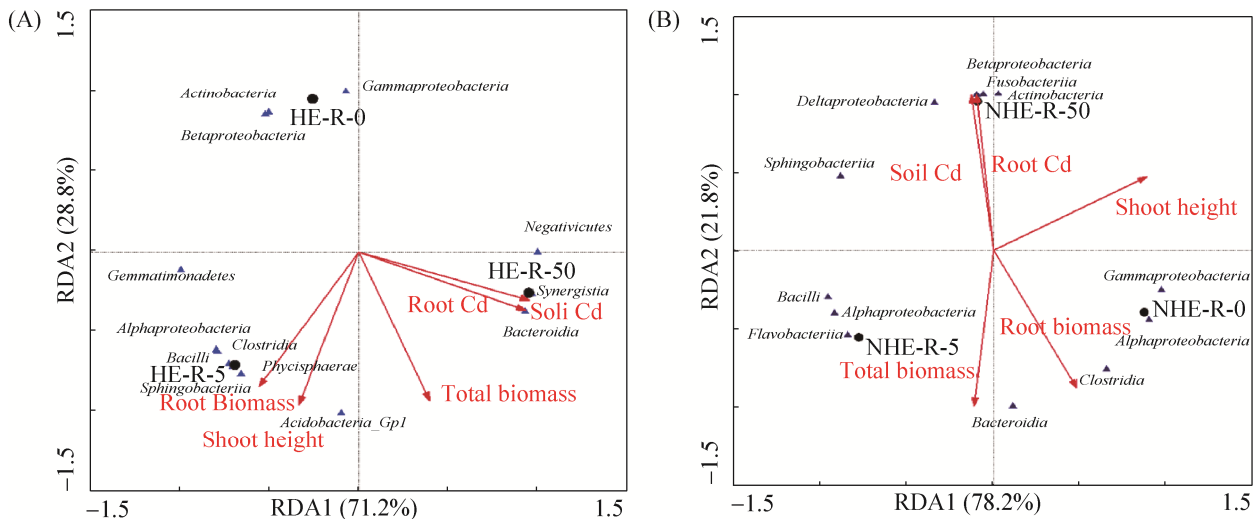 (A)
1.5
Gammaproteobacteria
Actinobacteria
HE-R-0
Betaproteobacteria
RDA2 (28.8%)
Negativicutes
HE-R-50
Gemmatimonadetes
Synergistia
Root Cd
Soli Cd
Bacteroidia
Alphaproteobacteria
Clostridia
Bacilli
Phycisphaerae
HE-R-5
Sphingobacteriia
Root Biomass
Total biomass
Acidobacteria_Gp1
Shoot height
−1.5
−1.5
RDA1 (71.2%)
1.5
(B)
1.5
Betaproteobacteria
Fusobacteriia
Deltaproteobacteria
Actinobacteria
NHE-R-50
Sphingobacteriia
Soil Cd
Root Cd
Shoot height
RDA2 (21.8%)
Gammaproteobacteria
Bacilli
Alphaproteobacteria
NHE-R-0
Root biomass
Flavobacteriia
Alphaproteobacteria
NHE-R-5
Total biomass
Clostridia
Bacteroidia
−1.5
−1.5
RDA1 (78.2%)
1.5